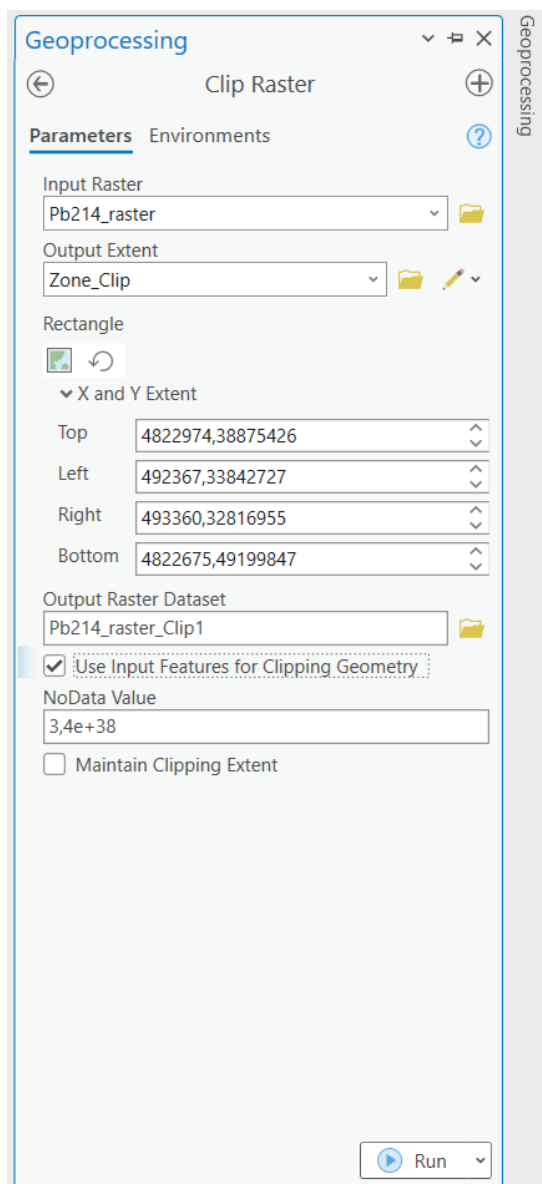 Geoprocessing
Geoprocessing
Clip Raster
Parameters Environments
Input Raster
Pb214_raster
Output Extent
Zone_Clip
Rectangle
X and Y Extent
Top 4822974,38875426
Left 492367,33842727
Right 493360,32816955
Bottom 4822675,49199847
Output Raster Dataset
Pb214_raster_Clip1
Use Input Features for Clipping Geometry
NoData Value
3,4e+38
Maintain Clipping Extent
Run